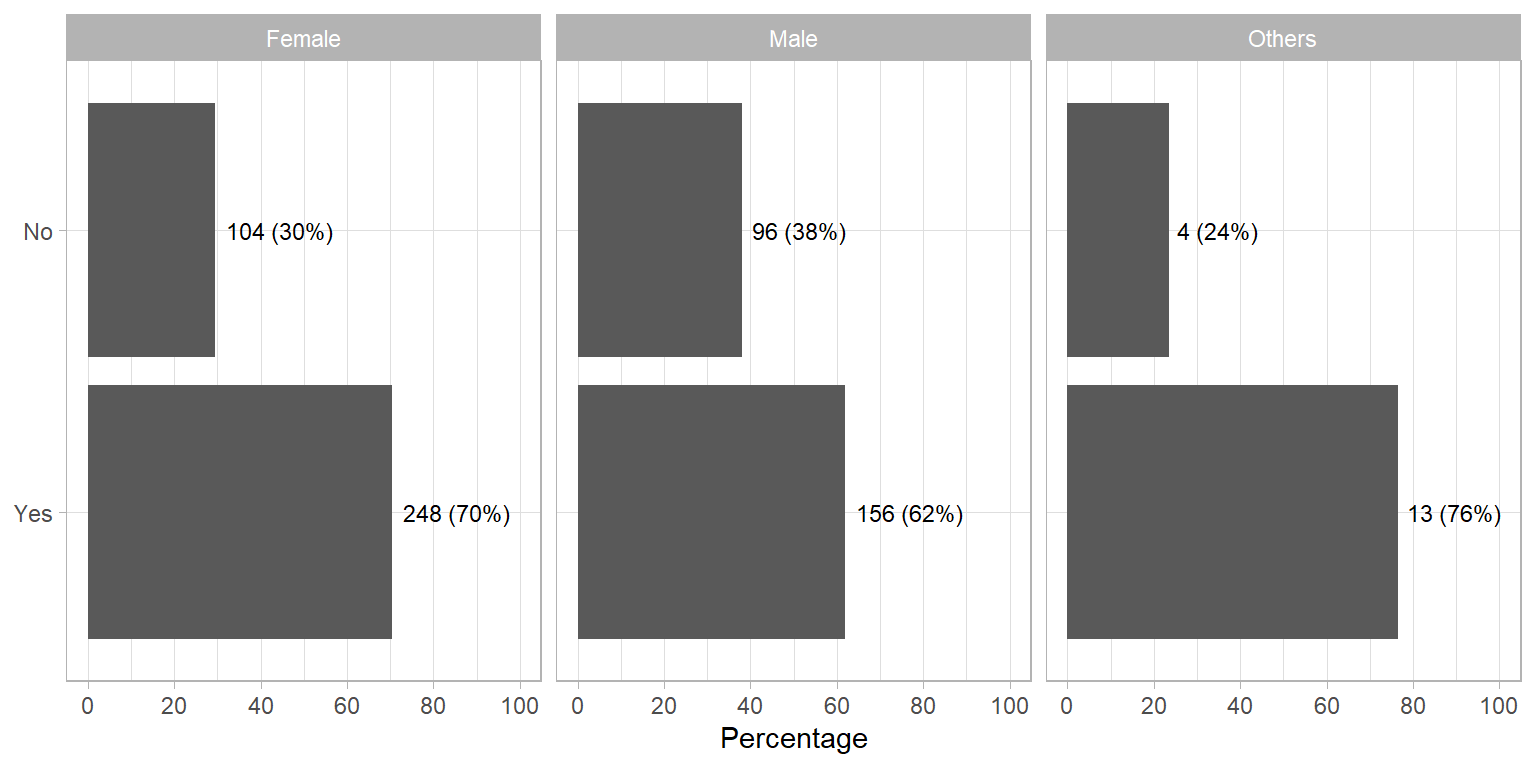 Female Male Others
No 104 (30%) 96 (38%) 4 (24%)
Yes 248 (70%) 156 (62%) 13 (76%)
0 20 40 60 80 100 0 20 40 60 80 100 0 20 40 60 80 100
Percentage